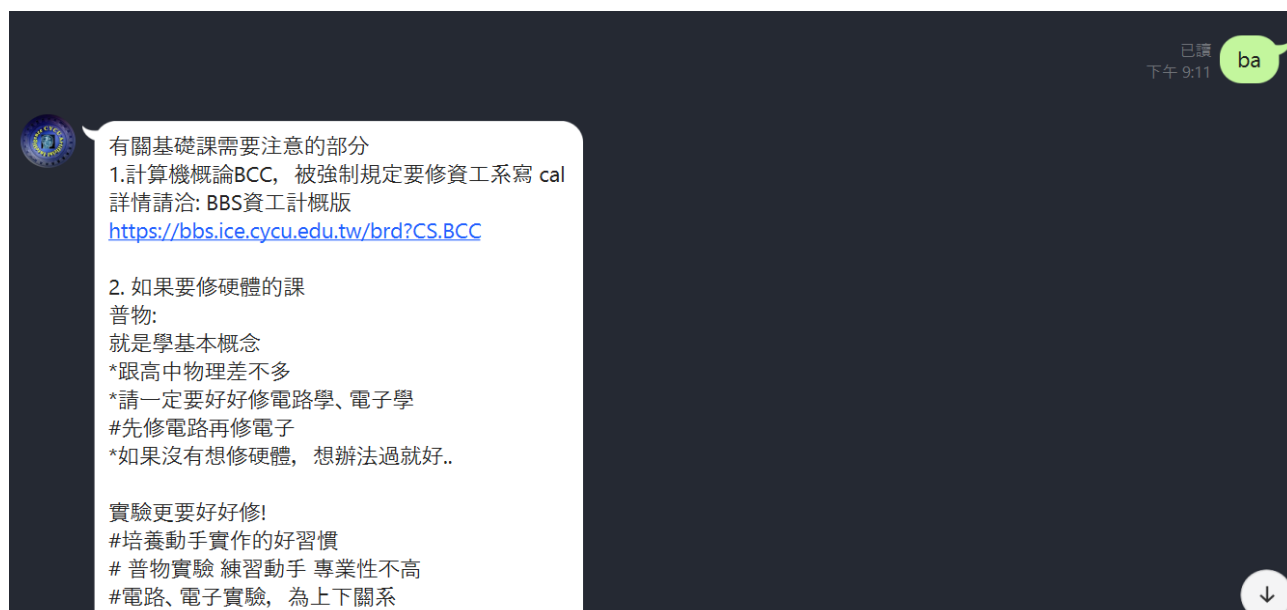 已讀
下午 9:11
ba
有關基礎課需要注意的部分
1.計算機概論BCC，被強制規定要修資工系寫 cal
詳情請洽: BBS資工計概版
https://bbs.ice.cycu.edu.tw/brd?CS.BCC
2. 如果要修硬體的課
普物:
就是學基本概念
*跟高中物理差不多
*請一定要好好修電路學、電子學
#先修電路再修電子
*如果沒有想修硬體，想辦法過就好..
實驗更要好好修!
#培養動手實作的好習慣
# 普物實驗 練習動手 專業性不高
#電路、電子實驗，為上下關系